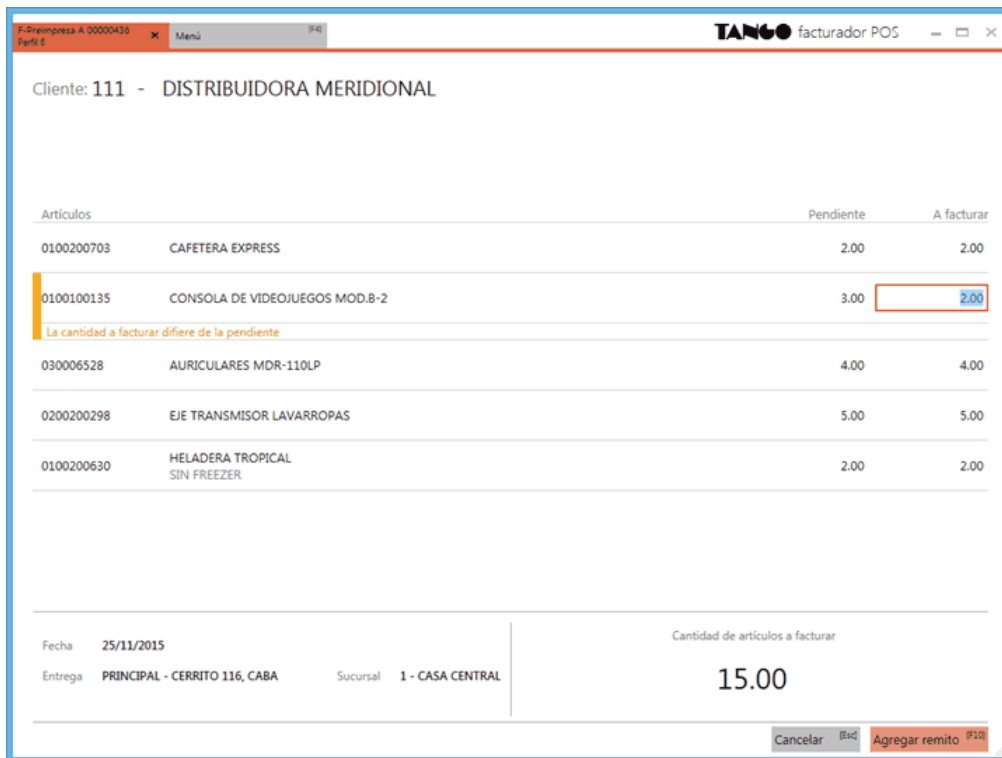 F-Preimpresa A 00000436
Perfil 6
Menú [F4]
TANGO facturador POS
Cliente: 111 - DISTRIBUIDORA MERIDIONAL
Artículos Pendiente A facturar
0100200703 CAFETERA EXPRESS 2.00 2.00
0100100135 CONSOLA DE VIDEOJUEGOS MOD.B-2 3.00 2.00
La cantidad a facturar difiere de la pendiente
030006528 AURICULARES MDR-110LP 4.00 4.00
0200200298 EJE TRANSMISOR LAVARROPAS 5.00 5.00
0100200630 HELADERA TROPICAL 2.00 2.00
SIN FREEZER
Fecha 25/11/2015
Entrega PRINCIPAL - CERRITO 116, CABA Sucursal 1 - CASA CENTRAL
Cantidad de artículos a facturar
15.00
Cancelar [Esc] Agregar remito [F10]